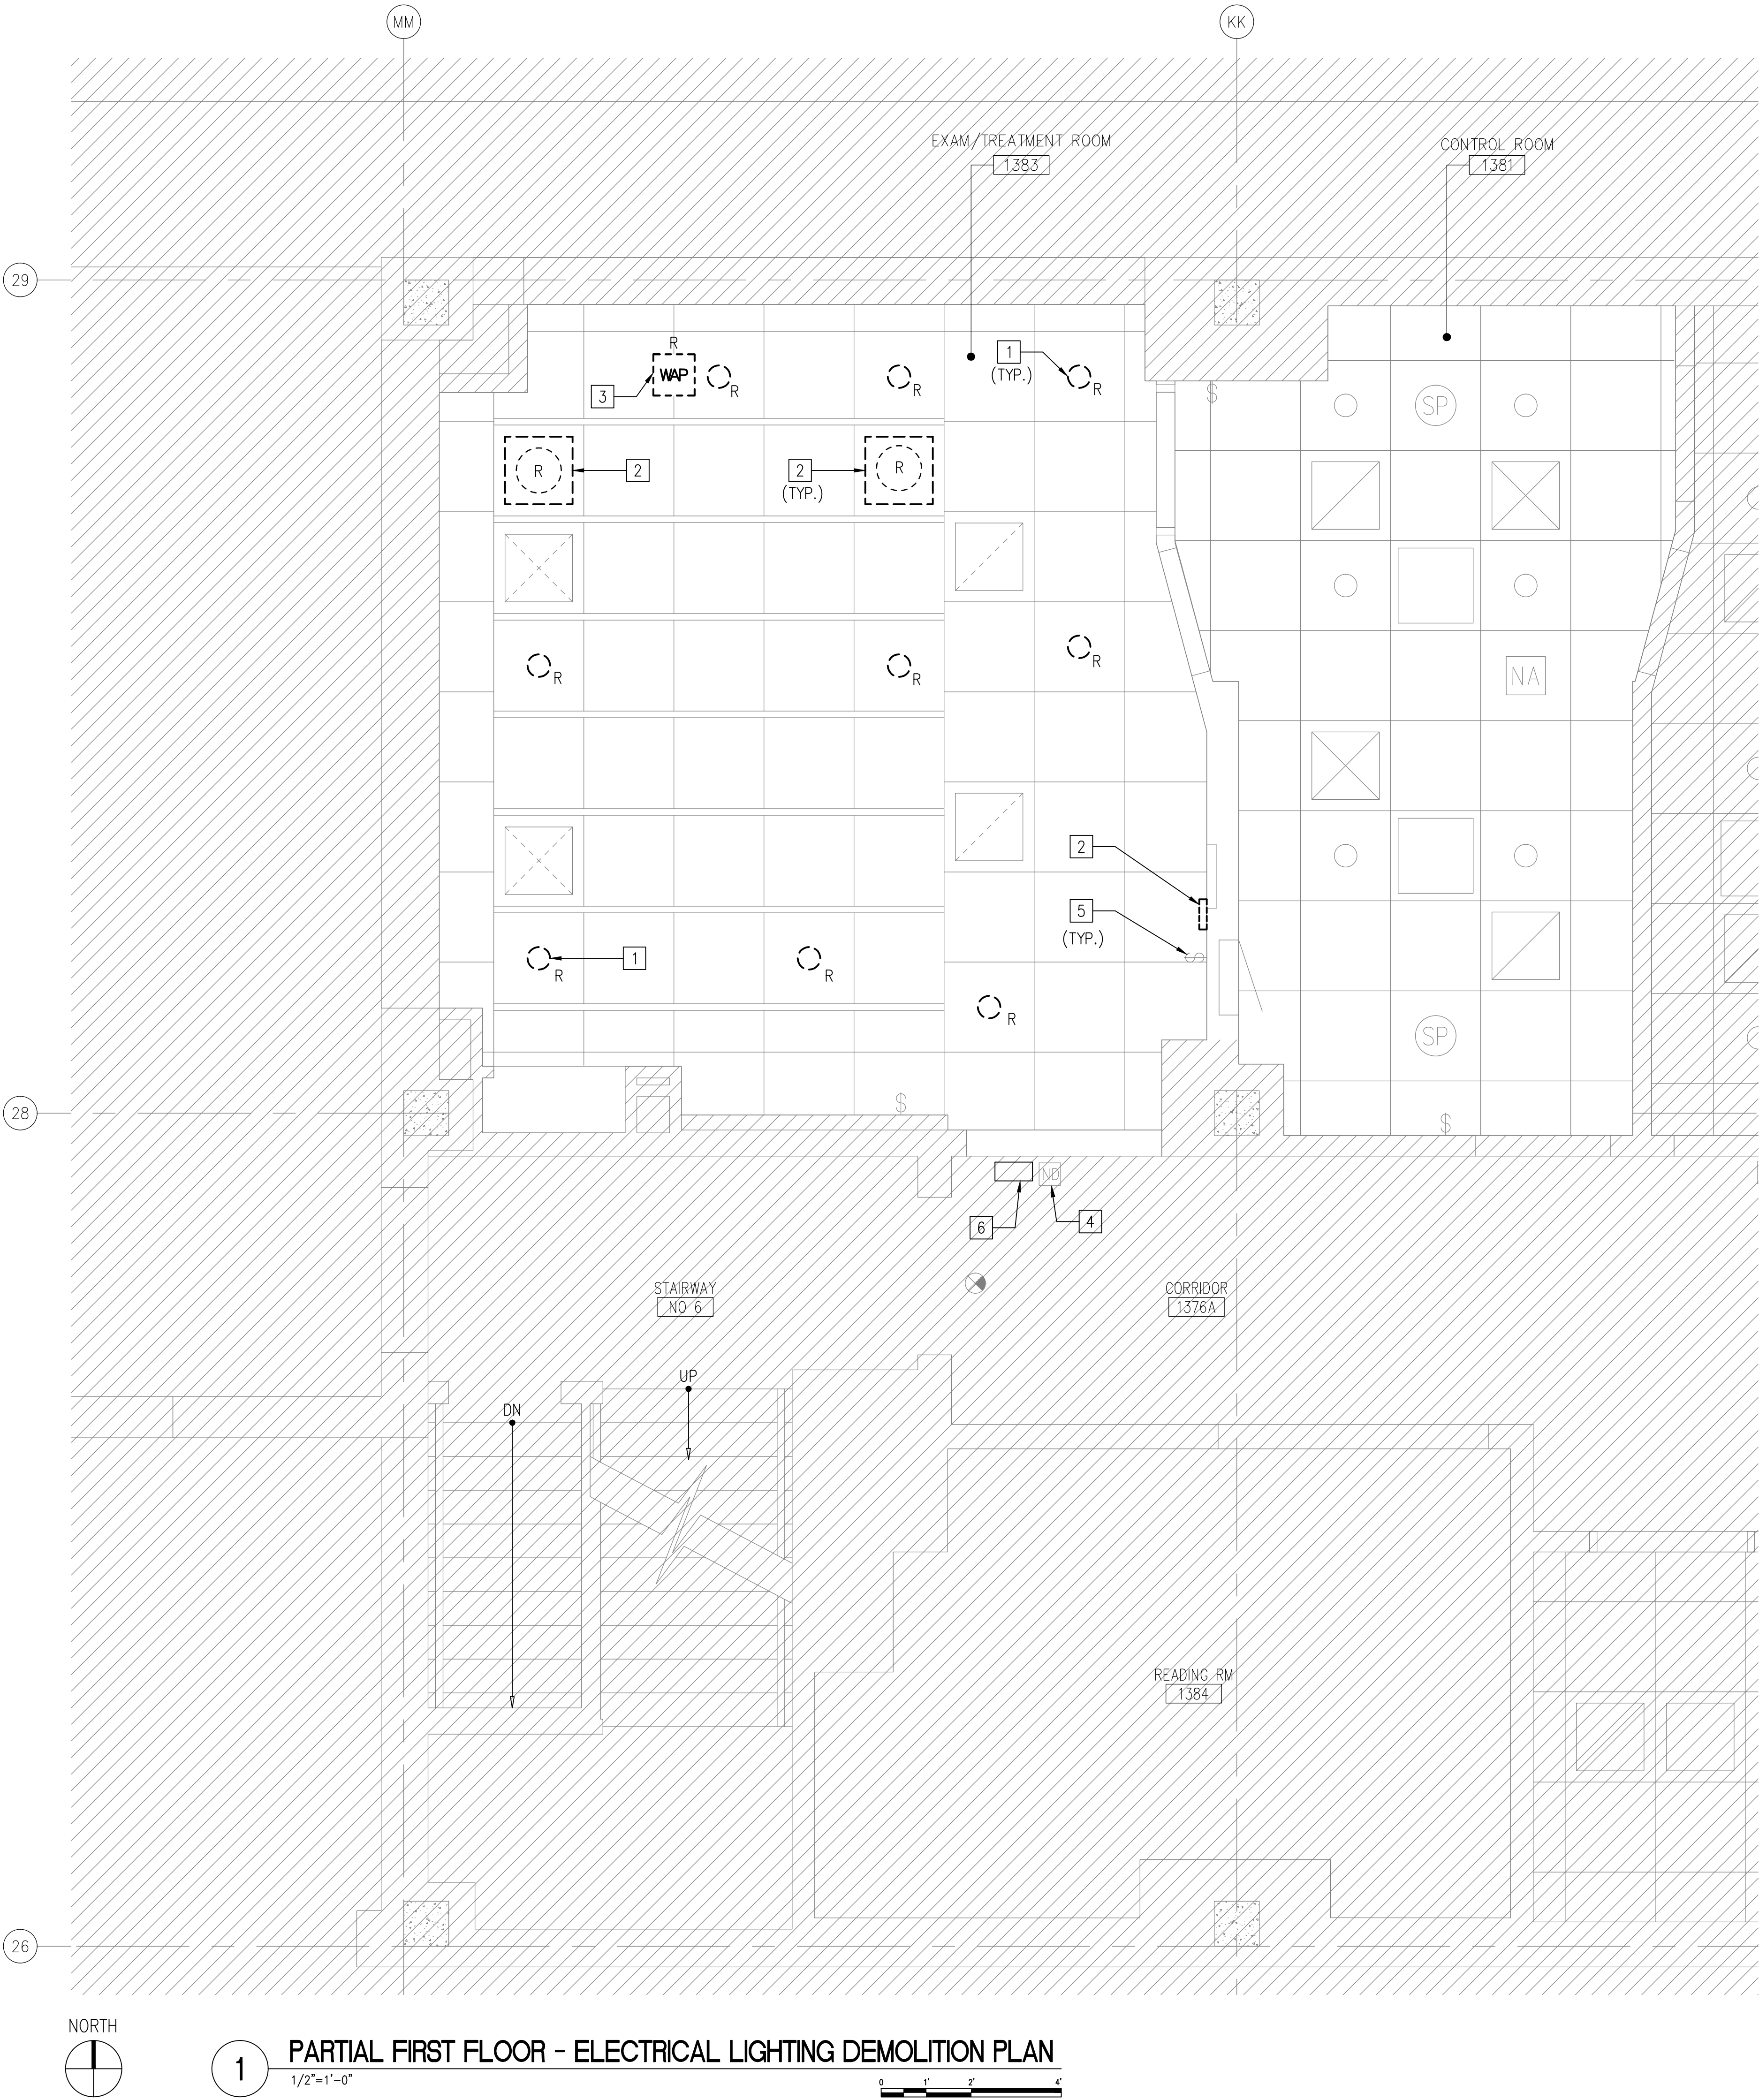 MM
KK
EXAM/TREATMENT ROOM
1383
CONTROL ROOM
1381
29
R
WAP
R
R
1
(TYP.)
R
3
$
SP
R
2
2
(TYP.)
R
R
R
R
NA
2
5
(TYP.)
$
1
R
R
R
SP
28
$
$
ND
6
4
STAIRWAY
NO 6
CORRIDOR
1376A
UP
DN
READING RM
1384
26
NORTH
1
PARTIAL FIRST FLOOR - ELECTRICAL LIGHTING DEMOLITION PLAN
1/2"=1'-0"
0 1' 2' 4'